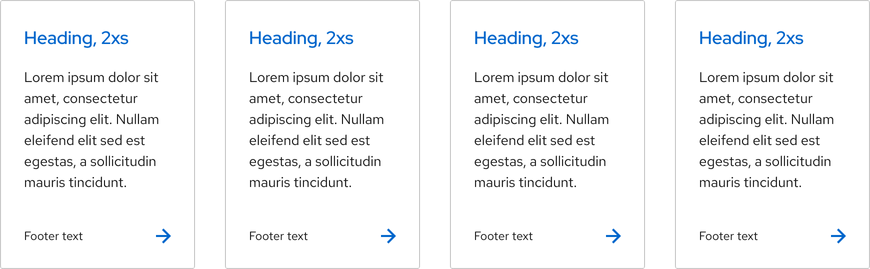 Heading, 2xs
Lorem ipsum dolor sit
amet, consectetur
adipiscing elit. Nullam
eleifend elit sed est
egestas, a sollicitudin
mauris tincidunt.
Footer text
Heading, 2xs
Lorem ipsum dolor sit
amet, consectetur
adipiscing elit. Nullam
eleifend elit sed est
egestas, a sollicitudin
mauris tincidunt.
Footer text
Heading, 2xs
Lorem ipsum dolor sit
amet, consectetur
adipiscing elit. Nullam
eleifend elit sed est
egestas, a sollicitudin
mauris tincidunt.
Footer text
Heading, 2xs
Lorem ipsum dolor sit
amet, consectetur
adipiscing elit. Nullam
eleifend elit sed est
egestas, a sollicitudin
mauris tincidunt.
Footer text